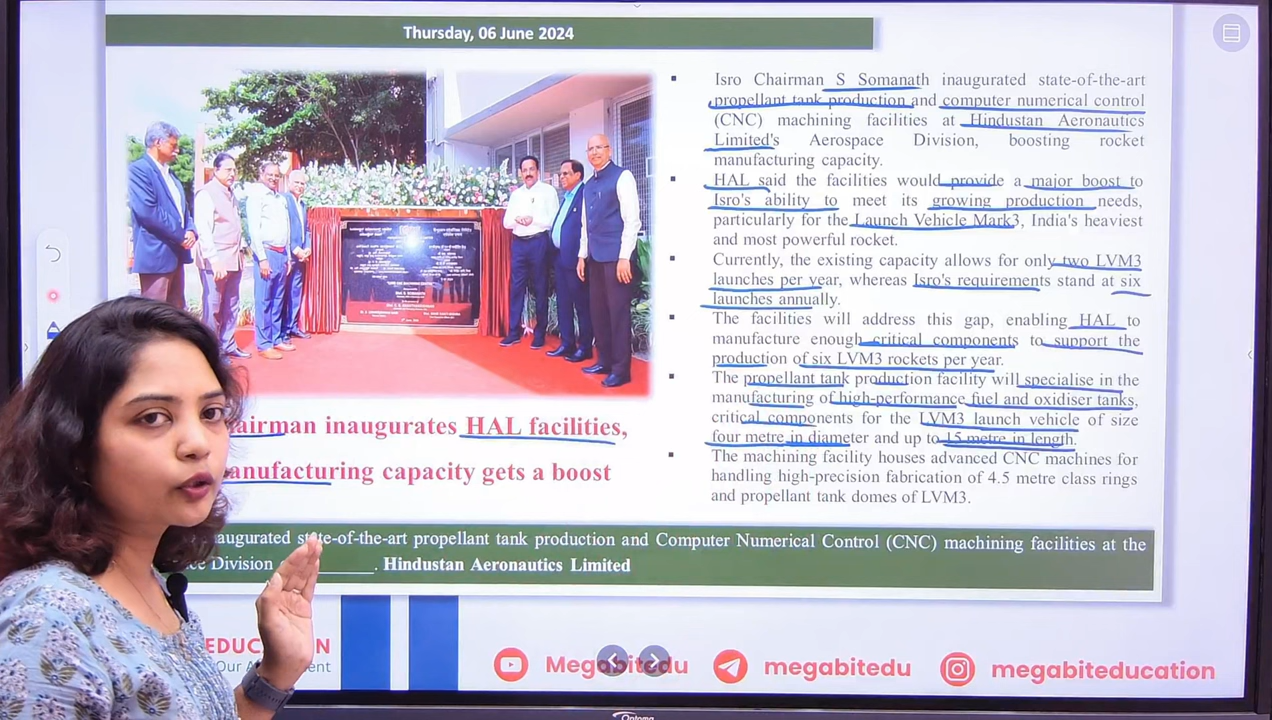 Thursday, 06 June 2024
Isro Chairman S Somanath inaugurated state-of-the-art
propellant tank production and computer numerical control
(CNC) machining facilities at Hindustan Aeronautics
Limited's Aerospace Division, boosting rocket
manufacturing capacity.
HAL said the facilities would provide a major boost to
Isro's ability to meet its growing production needs,
particularly for the Launch Vehicle Mark3, India's heaviest
and most powerful rocket.
Currently, the existing capacity allows for only two LVM3
launches per year, whereas Isro's requirements stand at six
launches annually.
The facilities will address this gap, enabling HAL to
manufacture enough critical components to support the
production of six LVM3 rockets per year.
The propellant tank production facility will specialise in the
manufacturing of high-performance fuel and oxidiser tanks,
critical components for the LVM3 launch vehicle of size
four metre in diameter and up to 15 metre in length.
The machining facility houses advanced CNC machines for
handling high-precision fabrication of 4.5 metre class rings
and propellant tank domes of LVM3.
airman inaugurates HAL facilities,
anufacturing capacity gets a boost
augurated state-of-the-art propellant tank production and Computer Numerical Control (CNC) machining facilities at the
ce Division ________. Hindustan Aeronautics Limited
EDUCATION
Our A ent
Megabitedu
megabitedu
megabiteducation
Optoma